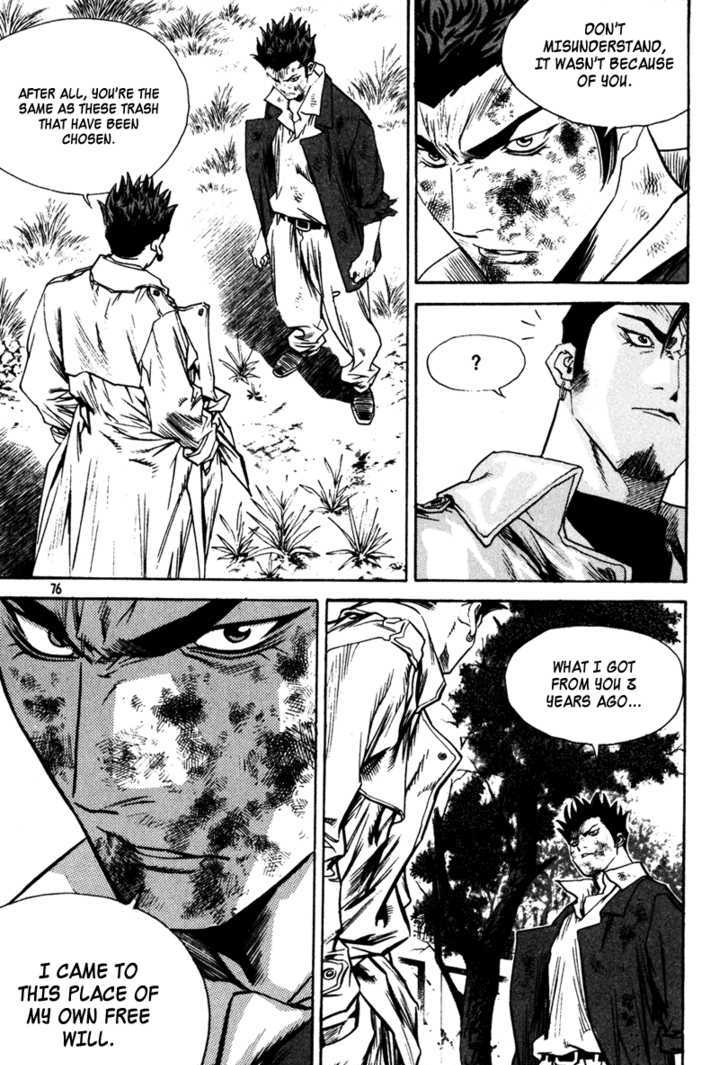 AFTER ALL, YOU'RE THE
SAME AS THESE TRASH
THAT HAVE BEEN
CHOSEN.
DON'T
MISUNDERSTAND,
IT WASN'T BECAUSE
OF YOU.
?
76
I CAME TO
THIS PLACE OF
MY OWN FREE
WILL.
WHAT I GOT
FROM YOU 3
YEARS AGO...